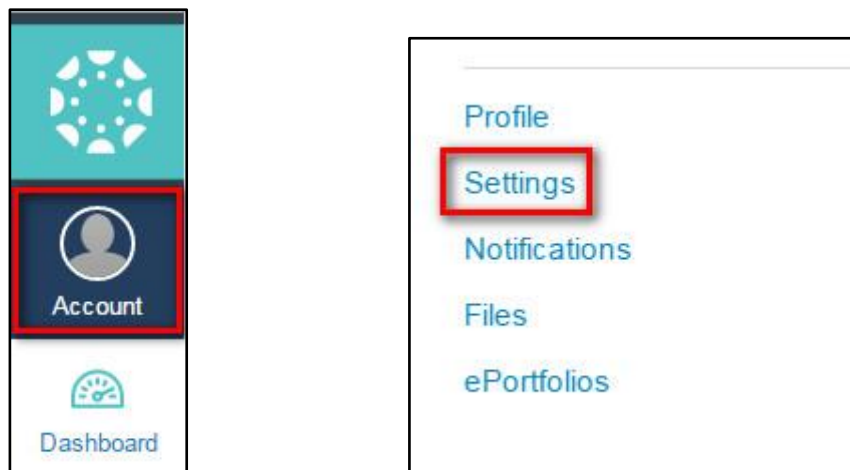 Account
Dashboard
Profile
Settings
Notifications
Files
ePortfolios